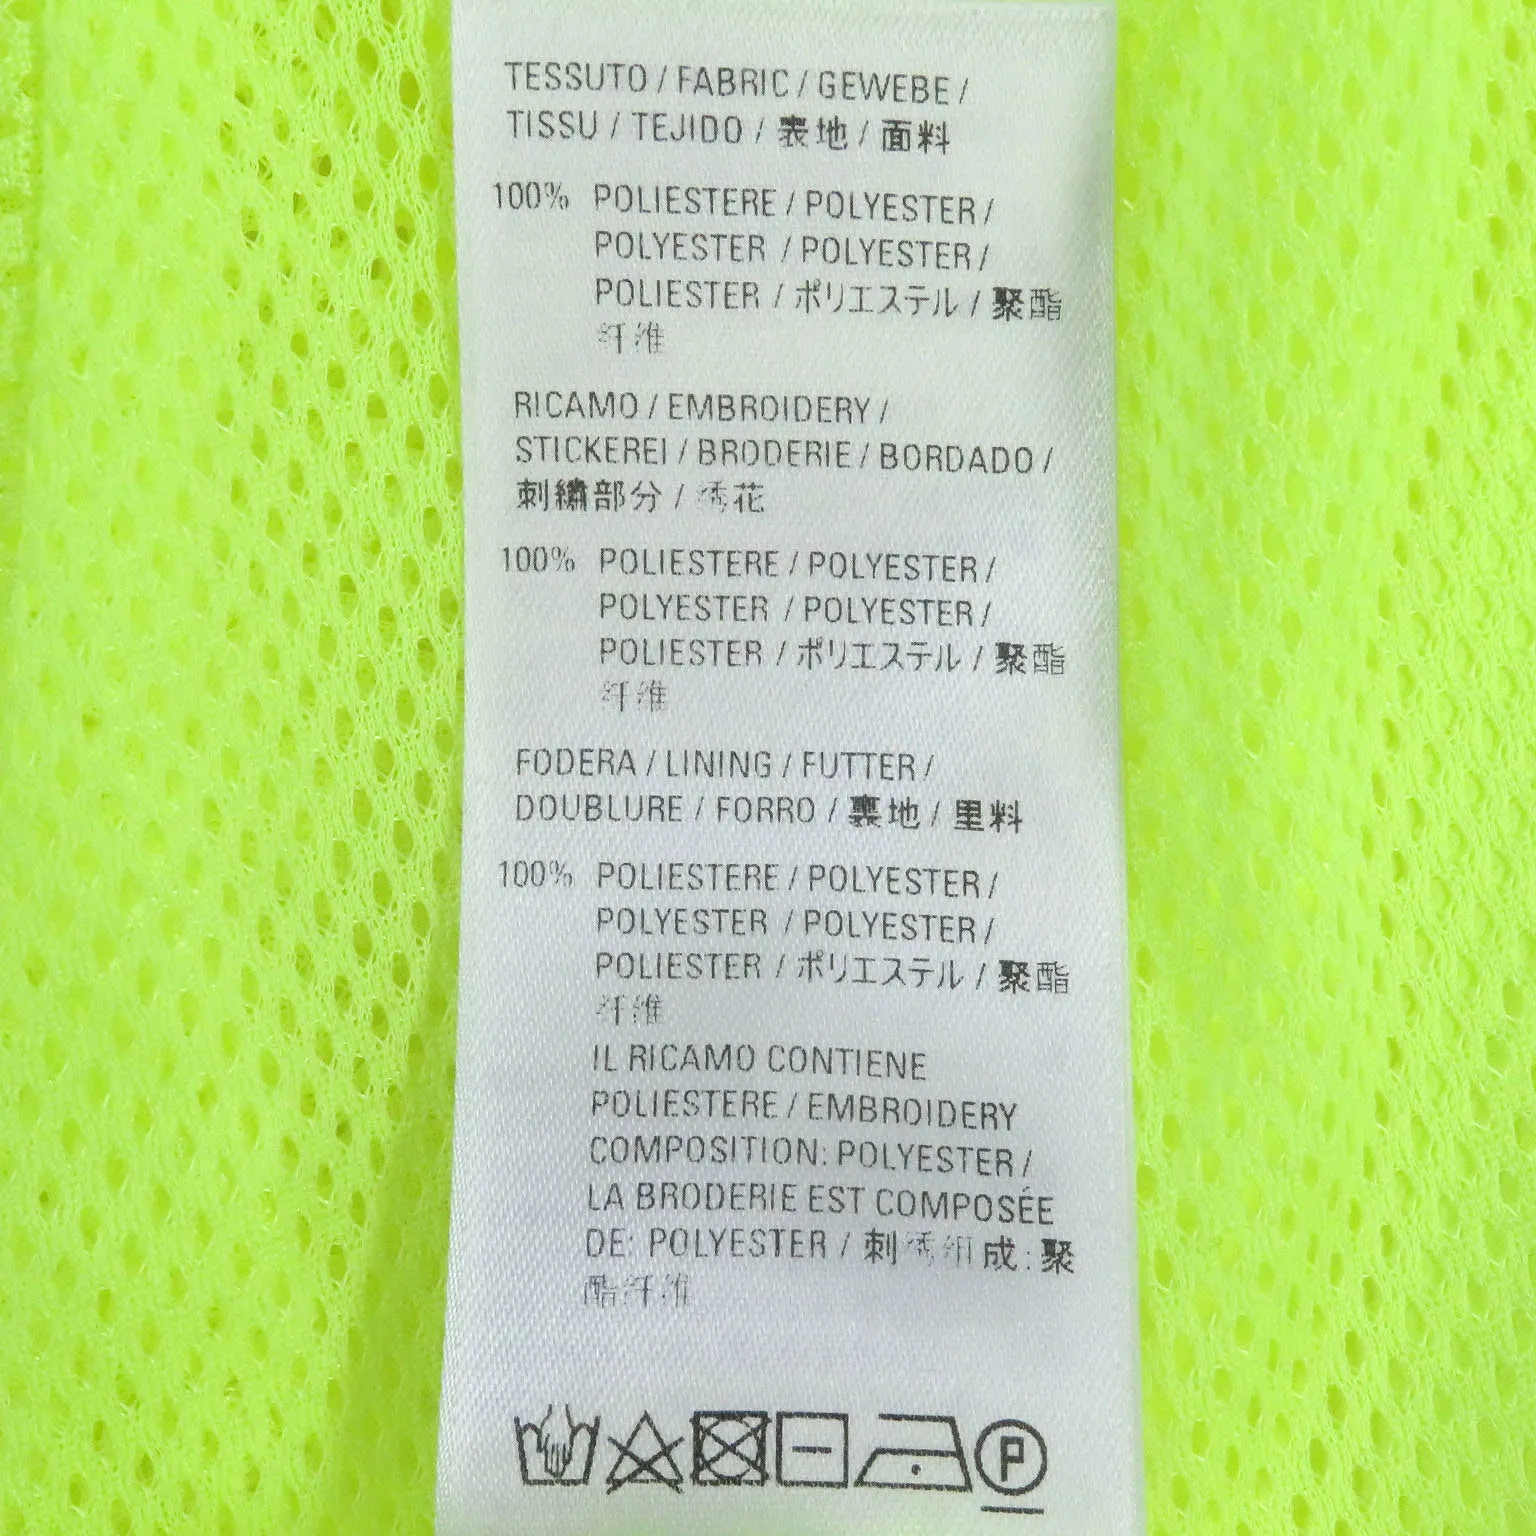 TESSUTO / FABRIC / GEWEBE /
TISSU / TEJIDO / 表地 / 面料
100% POLIESTERE / POLYESTER /
POLYESTER / POLYESTER /
POLIESTER / ポリエステル / 聚酯
纤维
RICAMO / EMBROIDERY /
STICKEREI / BRODERIE / BORDADO /
刺繍部分 / 绣花
100% POLIESTERE / POLYESTER /
POLYESTER / POLYESTER /
POLIESTER / ポリエステル / 聚酯
纤维
FODERA / LINING / FUTTER /
DOUBLURE / FORRO / 裏地 / 里料
100% POLIESTERE / POLYESTER /
POLYESTER / POLYESTER /
POLIESTER / ポリエステル / 聚酯
纤维
IL RICAMO CONTIENE
POLIESTERE / EMBROIDERY
COMPOSITION: POLYESTER /
LA BRODERIE EST COMPOSÉE
DE: POLYESTER / 刺绣组成: 聚
酯纤维
P